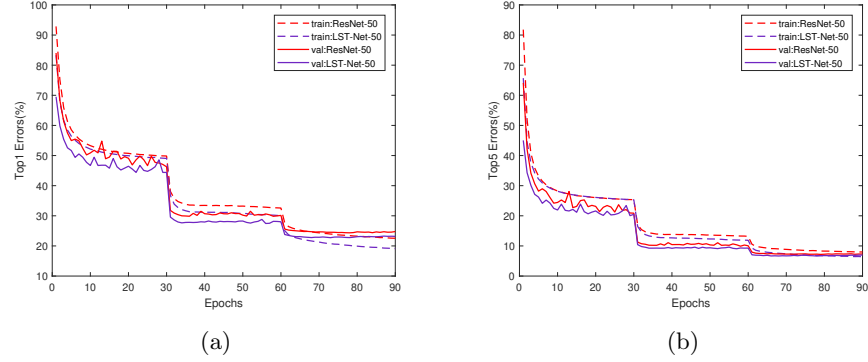 100
90
80
70
60
50
40
30
20
10
Top1 Errors(%)
0 10 20 30 40 50 60 70 80 90
Epochs
train:ResNet-50
train:LST-Net-50
val:ResNet-50
val:LST-Net-50
(a)
90
80
70
60
50
40
30
20
10
0
Top5 Errors(%)
0 10 20 30 40 50 60 70 80 90
Epochs
train:ResNet-50
train:LST-Net-50
val:ResNet-50
val:LST-Net-50
(b)